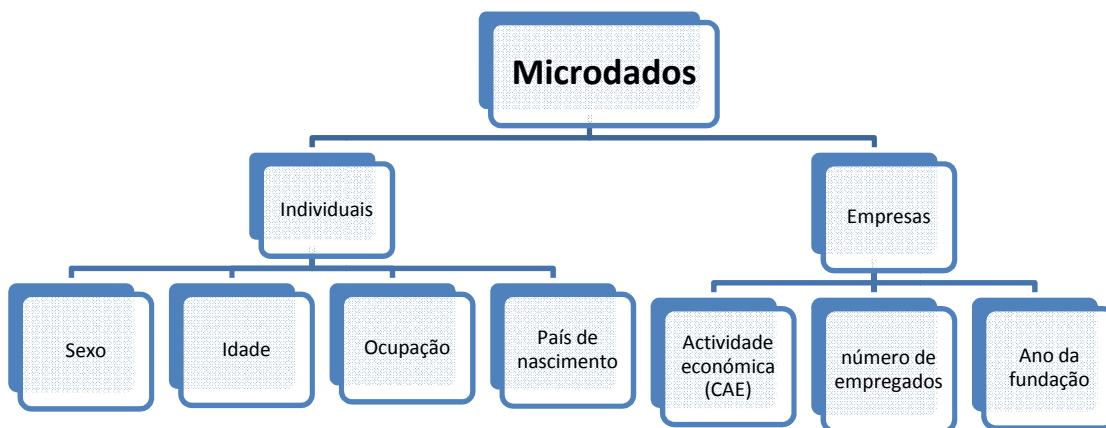 Microdados
Individuais
Empresas
Sexo
Idade
Ocupação
País de
nascimento
Actividade
económica
(CAE)
número de
empregados
Ano da
fundação